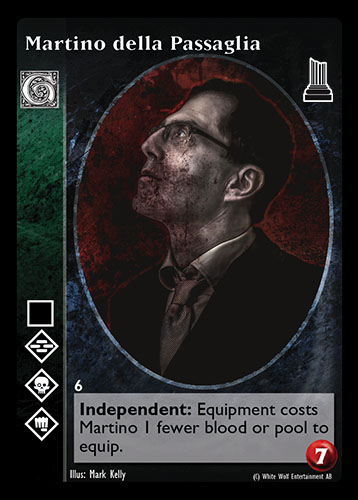 Martino della Passaglia
6
Independent: Equipment costs
Martino 1 fewer blood or pool to
equip.
7
Illus: Mark Kelly
(C) White Wolf Entertainment AB